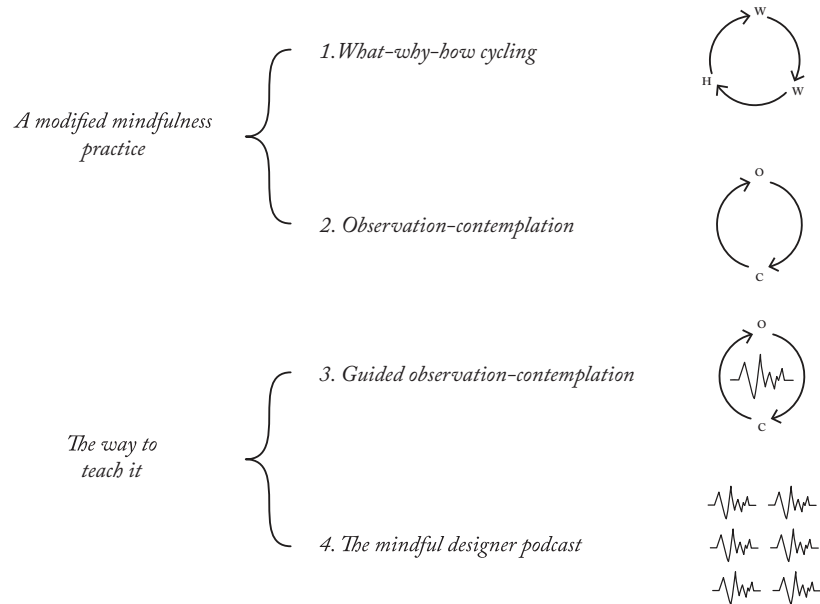 W
1.What-why-how cycling
H
W
A modified mindfulness
practice
O
2. Observation-contemplation
C
O
3. Guided observation-contemplation
C
The way to
teach it
4. The mindful designer podcast